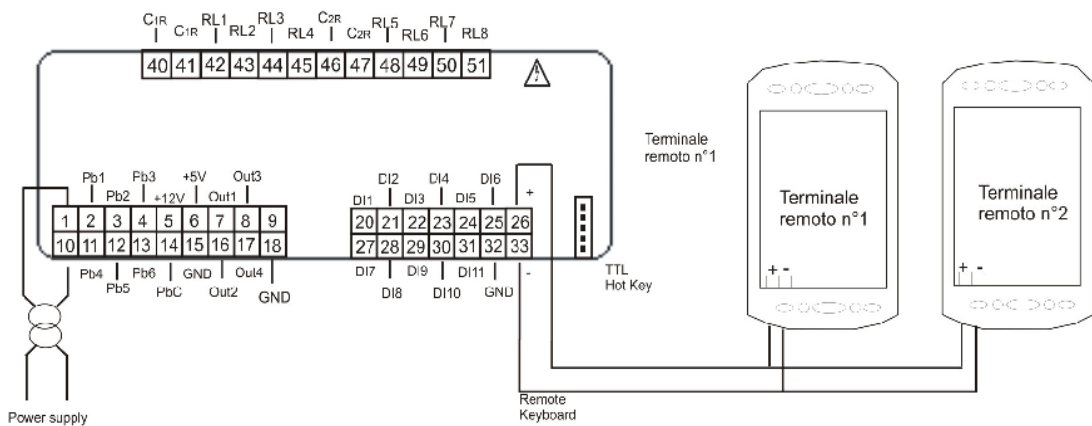 C1R C1R RL1 RL2 RL3 RL4 C2R C2R RL5 RL6 RL7 RL8
40 41 42 43 44 45 46 47 48 49 50 51
Terminale
remoto n°1
Terminale
remoto n°1
+ -
Terminale
remoto n°2
+ -
Pb1 Pb2 Pb3 +12V +5V Out1 Out3
1 2 3 4 5 6 7 8 9
10 11 12 13 14 15 16 17 18
Pb4 Pb5 Pb6 PbC GND Out2 Out4 GND
DI1 DI2 DI3 DI4 DI5 DI6 +
20 21 22 23 24 25 26
27 28 29 30 31 32 33
DI7 DI8 DI9 DI10 DI11 GND -
TTL
Hot Key
Remote
Keyboard
Power supply